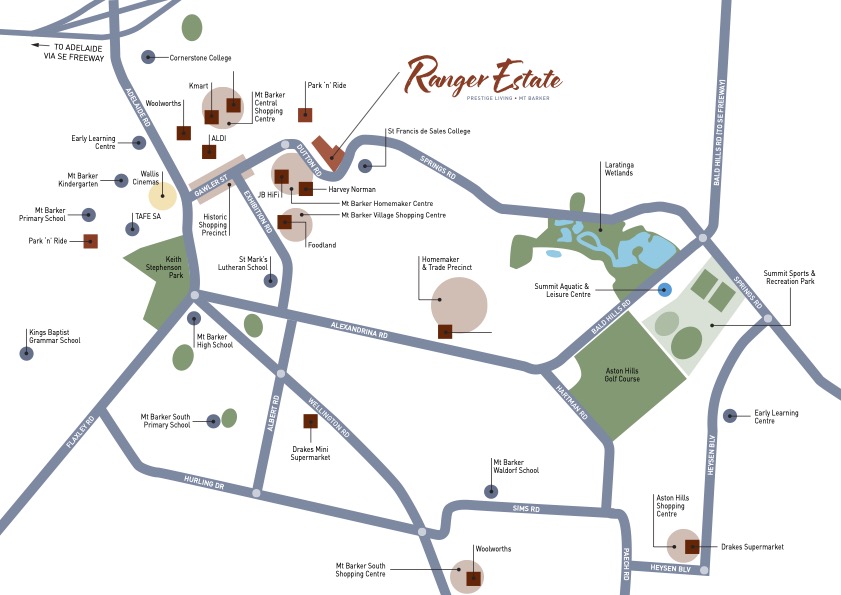 TO ADELAIDE
VIA SE FREEWAY
Cornerstone College
ADELAIDE RD
Kmart
Woolworths
Mt Barker
Central
Shopping
Centre
ALDI
Park 'n' Ride
Ranger Estate
PRESTIGE LIVING • MT BARKER
Early Learning
Centre
Mt Barker
Kindergarten
Wallis
Cinemas
Mt Barker
Primary School
TAFE SA
Park 'n' Ride
GAWLER ST
Historic
Shopping
Precinct
EXHIBITION RD
DUTTON RD
St Francis de Sales College
SPRINGS RD
JB HiFi
Harvey Norman
Mt Barker Homemaker Centre
Mt Barker Village Shopping Centre
Foodland
Laratinga
Wetlands
BALD HILLS RD (TO SE FREEWAY)
Keith
Stephenson
Park
St Mark's
Lutheran School
Homemaker
& Trade Precinct
Summit Aquatic &
Leisure Centre
Summit Sports &
Recreation Park
SPRINGS RD
BALD HILLS RD
Kings Baptist
Grammar School
Mt Barker
High School
ALEXANDRINA RD
Aston Hills
Golf Course
HARTMAN RD
FLAXLEY RD
Mt Barker South
Primary School
ALBERT RD
WELLINGTON RD
Drakes Mini
Supermarket
Early Learning
Centre
HEYSEN BLV
HURLING DR
Mt Barker
Waldorf School
SIMS RD
Aston Hills
Shopping
Centre
Drakes Supermarket
PAECH RD
HEYSEN BLV
Mt Barker South
Shopping Centre
Woolworths